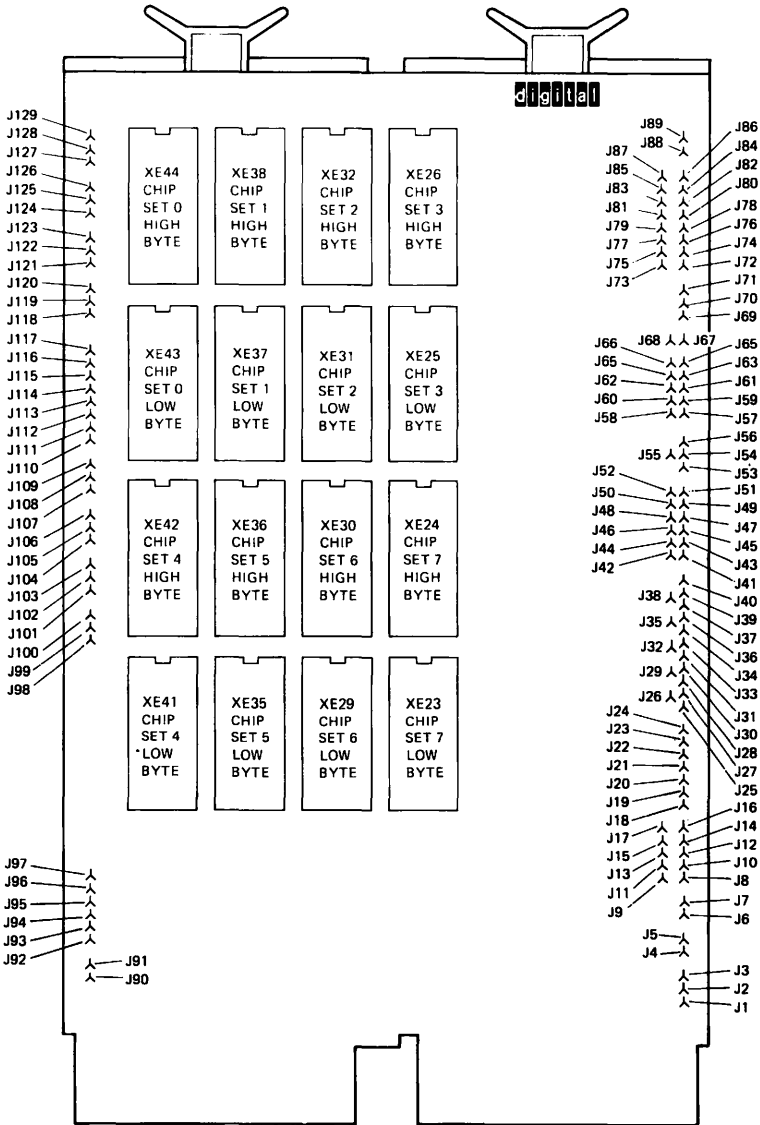 digital
J129
J128
J127
J126
J125
J124
J123
J122
J121
J120
J119
J118
J117
J116
J115
J114
J113
J112
J111
J110
J109
J108
J107
J106
J105
J104
J103
J102
J101
J100
J99
J98
J97
J96
J95
J94
J93
J92
J91
J90
XE44
CHIP
SET 0
HIGH
BYTE
XE38
CHIP
SET 1
HIGH
BYTE
XE32
CHIP
SET 2
HIGH
BYTE
XE26
CHIP
SET 3
HIGH
BYTE
XE43
CHIP
SET 0
LOW
BYTE
XE37
CHIP
SET 1
LOW
BYTE
XE31
CHIP
SET 2
LOW
BYTE
XE25
CHIP
SET 3
LOW
BYTE
XE42
CHIP
SET 4
HIGH
BYTE
XE36
CHIP
SET 5
HIGH
BYTE
XE30
CHIP
SET 6
HIGH
BYTE
XE24
CHIP
SET 7
HIGH
BYTE
XE41
CHIP
SET 4
LOW
BYTE
XE35
CHIP
SET 5
LOW
BYTE
XE29
CHIP
SET 6
LOW
BYTE
XE23
CHIP
SET 7
LOW
BYTE
J89
J88
J87
J85
J83
J81
J79
J77
J75
J73
J68
J67
J66
J65
J62
J60
J58
J55
J52
J50
J48
J46
J44
J42
J38
J35
J32
J29
J26
J24
J23
J22
J21
J20
J19
J18
J17
J15
J13
J11
J9
J5
J4
J86
J84
J82
J80
J78
J76
J74
J72
J71
J70
J69
J65
J63
J61
J59
J57
J56
J54
J53
J51
J49
J47
J45
J43
J41
J40
J39
J37
J36
J34
J33
J31
J30
J28
J27
J25
J16
J14
J12
J10
J8
J7
J6
J3
J2
J1